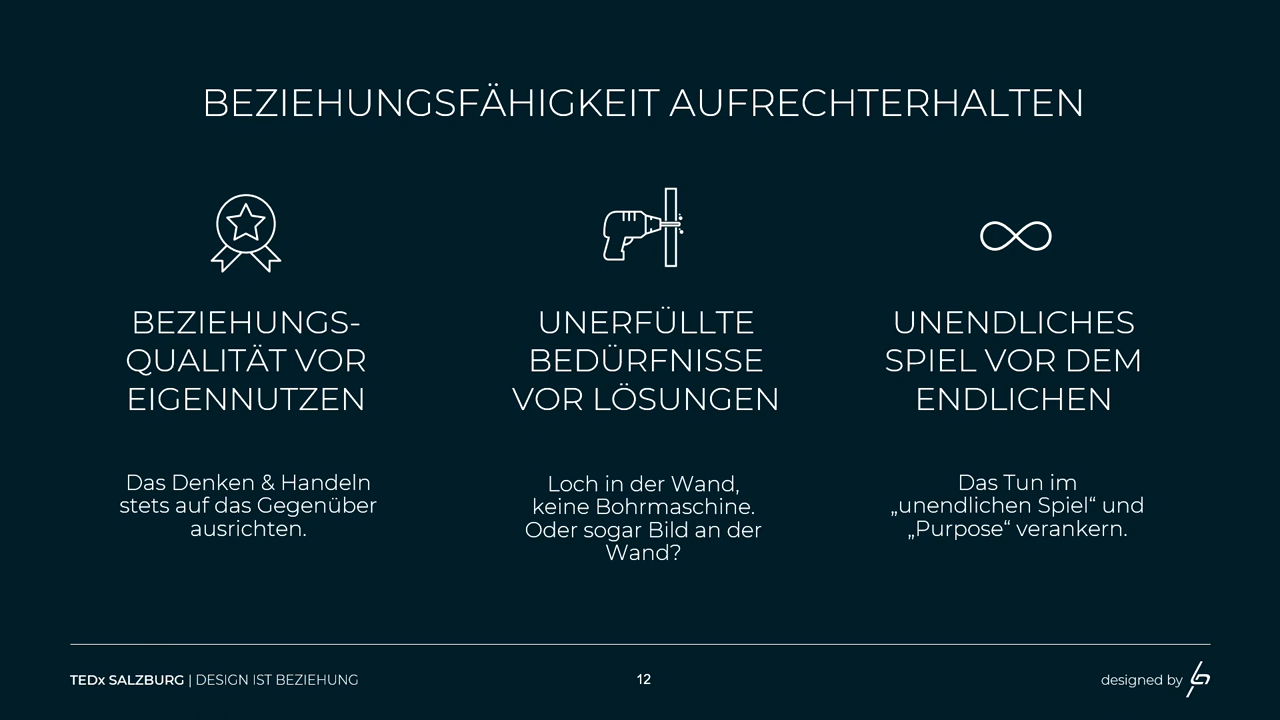 BEZIEHUNGSFÄHIGKEIT AUFRECHTERHALTEN
BEZIEHUNGS-
QUALITÄT VOR
EIGENNUTZEN
Das Denken & Handeln
stets auf das Gegenüber
ausrichten.
UNERFÜLLTE
BEDÜRFNISSE
VOR LÖSUNGEN
Loch in der Wand,
keine Bohrmaschine.
Oder sogar Bild an der
Wand?
UNENDLICHES
SPIEL VOR DEM
ENDLICHEN
Das Tun im
„unendlichen Spiel“ und
„Purpose“ verankern.
TEDx SALZBURG | DESIGN IST BEZIEHUNG
12
designed by